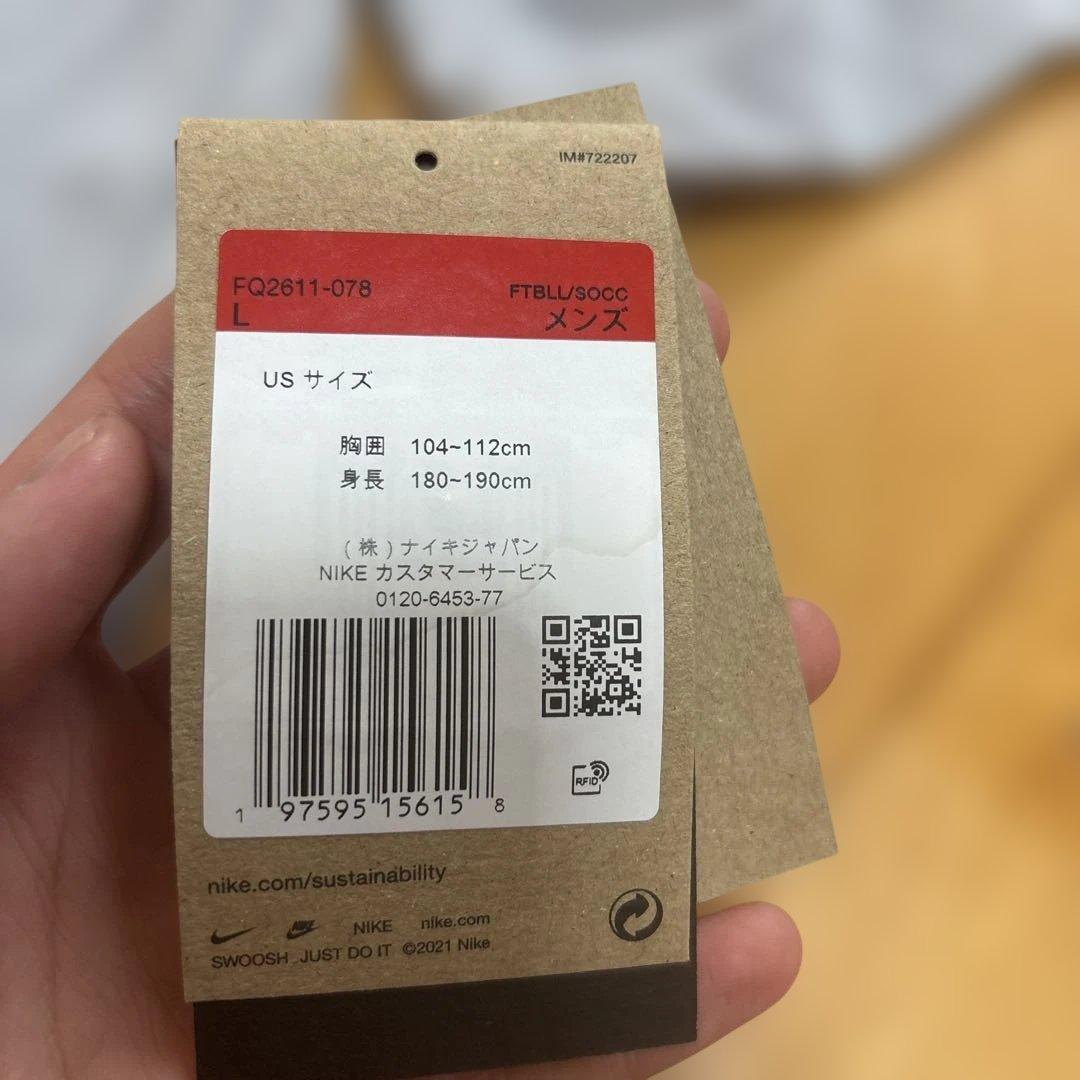 IM#722207
FQ2611-078
FTBLL/SOCC
L
メンズ
US サイズ
胸囲 104~112cm
身長 180~190cm
(株)ナイキジャパン
NIKE カスタマーサービス
0120-6453-77
RFID
1 97595 15615 8
nike.com/sustainability
NIKE NIKE nike.com
SWOOSH JUST DO IT ©2021 Nike